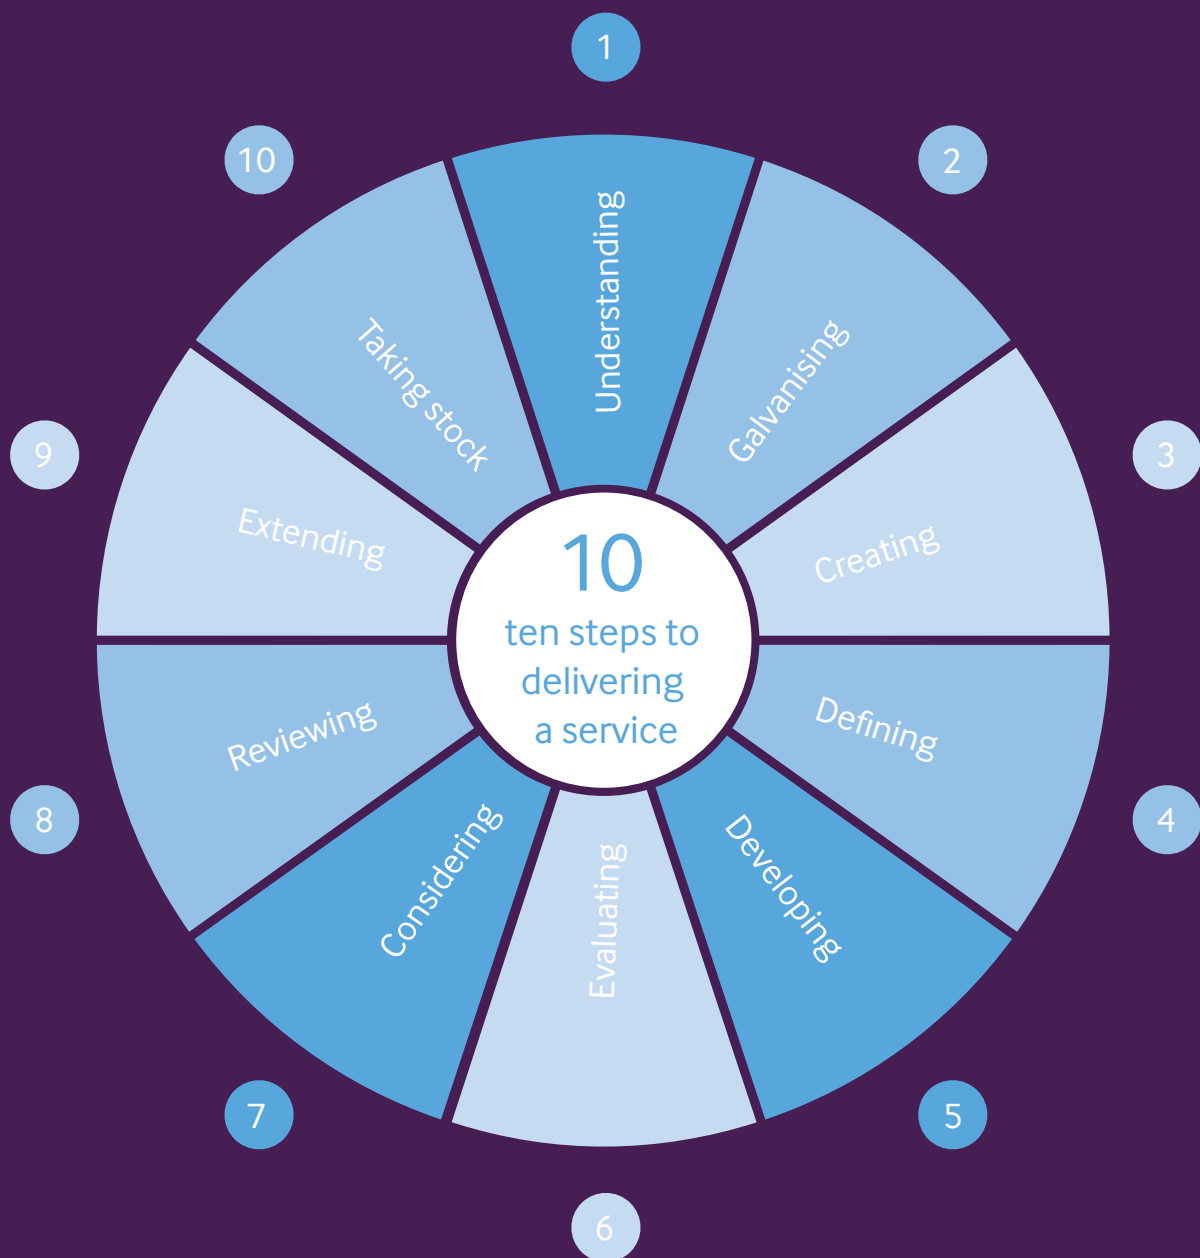 1
Understanding
2
Galvanising
3
Creating
4
Defining
5
Developing
6
Evaluating
7
Considering
8
Reviewing
9
Extending
10
Taking stock
10
ten steps to
delivering
a service